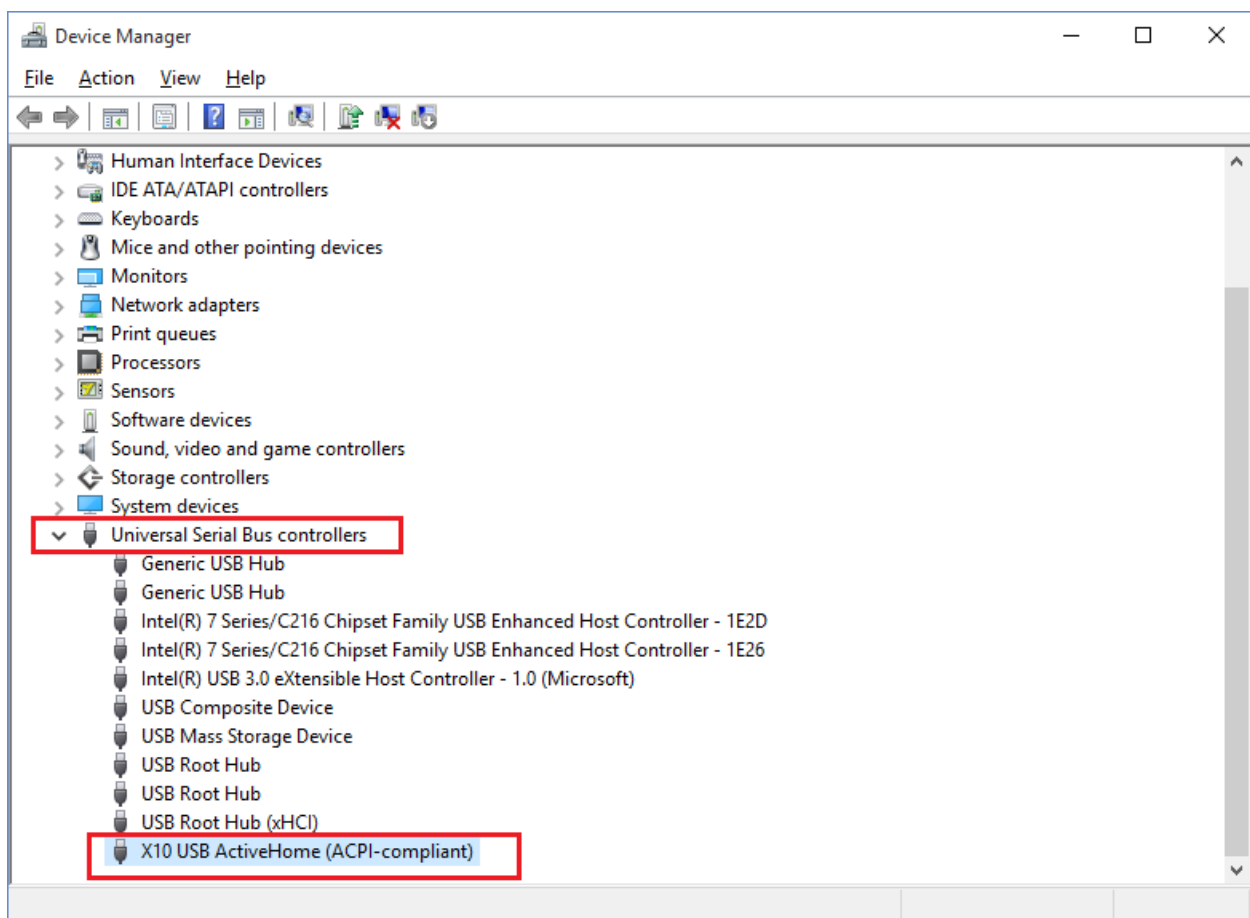 Device Manager
File Action View Help
Human Interface Devices
IDE ATA/ATAPI controllers
Keyboards
Mice and other pointing devices
Monitors
Network adapters
Print queues
Processors
Sensors
Software devices
Sound, video and game controllers
Storage controllers
System devices
Universal Serial Bus controllers
Generic USB Hub
Generic USB Hub
Intel(R) 7 Series/C216 Chipset Family USB Enhanced Host Controller - 1E2D
Intel(R) 7 Series/C216 Chipset Family USB Enhanced Host Controller - 1E26
Intel(R) USB 3.0 eXtensible Host Controller - 1.0 (Microsoft)
USB Composite Device
USB Mass Storage Device
USB Root Hub
USB Root Hub
USB Root Hub (xHCI)
X10 USB ActiveHome (ACPI-compliant)